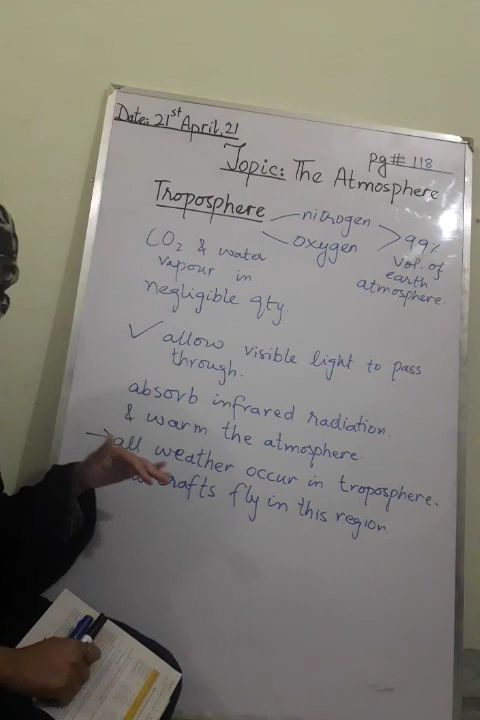 Date: 21st April, 21
pg# 118
Topic: The Atmosphere
Troposphere
nitrogen
oxygen
99%
Vol. of
earth
atmosphere.
CO2 & water
vapour in
negligible qty.
✓ allow visible light to pass
through.
absorb infrared radiation.
& warm the atmosphere.
→ all weather occur in troposphere.
crafts fly in this region.